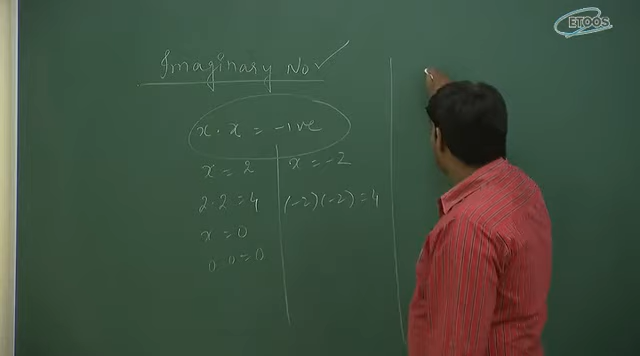 ETOOS
Imaginary No ✓
x . x = -ive
x = 2
2 . 2 = 4
x = 0
0 . 0 = 0
x = -2
(-2)(-2) = 4